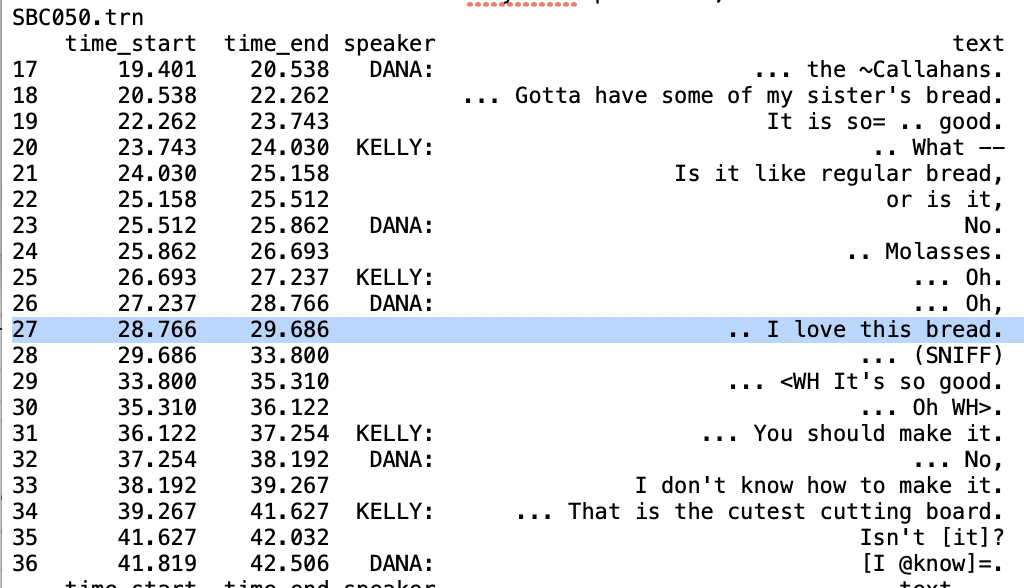 SBC050.trn
time_start time_end speaker text
17 19.401 20.538 DANA: ... the ~Callahans.
18 20.538 22.262 ... Gotta have some of my sister's bread.
19 22.262 23.743 It is so= .. good.
20 23.743 24.030 KELLY: .. What --
21 24.030 25.158 Is it like regular bread,
22 25.158 25.512 or is it,
23 25.512 25.862 DANA: No.
24 25.862 26.693 .. Molasses.
25 26.693 27.237 KELLY: ... Oh.
26 27.237 28.766 DANA: ... Oh,
27 28.766 29.686 .. I love this bread.
28 29.686 33.800 ... (SNIFF)
29 33.800 35.310 ... <WH It's so good.
30 35.310 36.122 ... Oh WH>.
31 36.122 37.254 KELLY: ... You should make it.
32 37.254 38.192 DANA: ... No,
33 38.192 39.267 I don't know how to make it.
34 39.267 41.627 KELLY: ... That is the cutest cutting board.
35 41.627 42.032 Isn't [it]?
36 41.819 42.506 DANA: [I @know]=.
time_start time_end speaker text